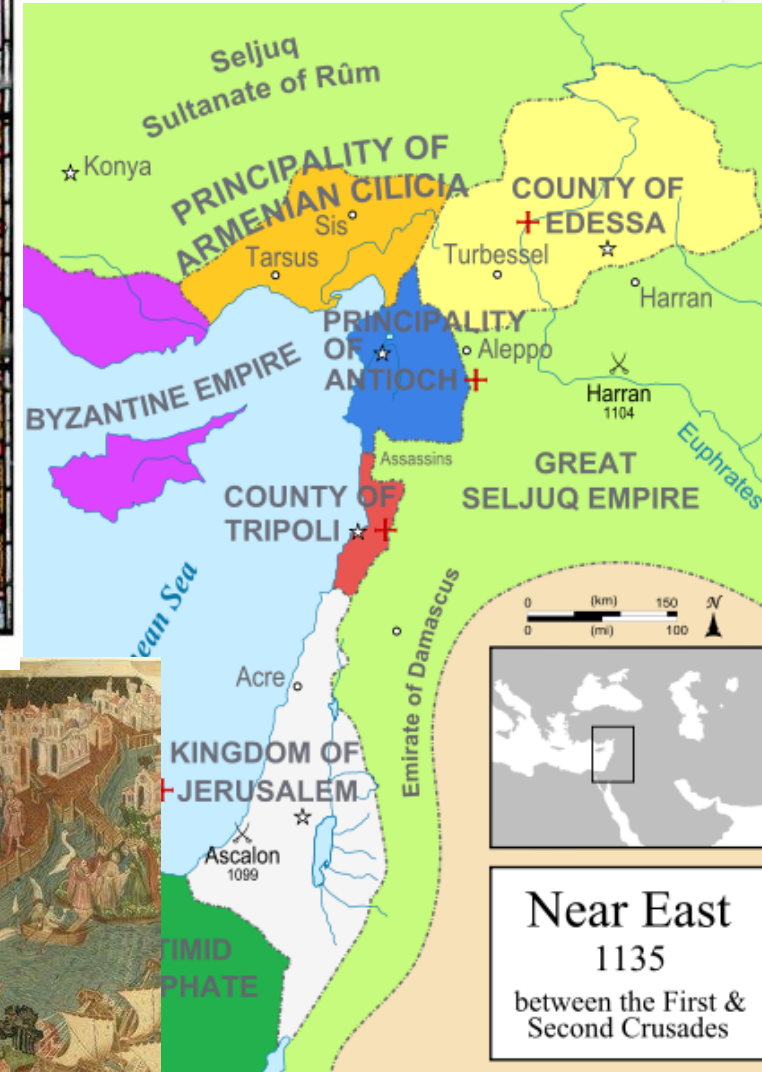 Seljuq
Sultanate of Rûm
Konya
PRINCIPALITY OF
ARMENIAN CILICIA
Sis
Tarsus
COUNTY OF
EDESSA
Turbessel
Harran
PRINCIPALITY
OF
ANTIOCH
Aleppo
Harran
1104
BYZANTINE EMPIRE
Euphrates
Assassins
GREAT
SELJUQ EMPIRE
COUNTY OF
TRIPOLI
ean Sea
Emirate of Damascus
0 (km) 150
N
0 (mi) 100
Acre
KINGDOM OF
JERUSALEM
Ascalon
1099
TIMID
PHATE
Near East
1135
between the First &
Second Crusades